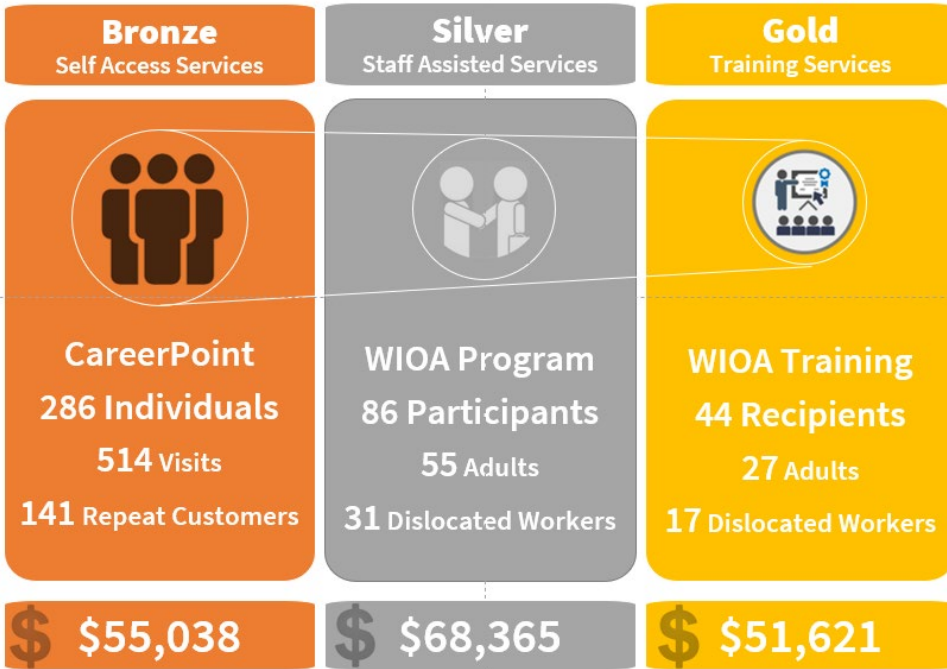 Bronze
Self Access Services
CareerPoint
286 Individuals
514 Visits
141 Repeat Customers
$ $55,038
Silver
Staff Assisted Services
WIOA Program
86 Participants
55 Adults
31 Dislocated Workers
$ $68,365
Gold
Training Services
WIOA Training
44 Recipients
27 Adults
17 Dislocated Workers
$ $51,621